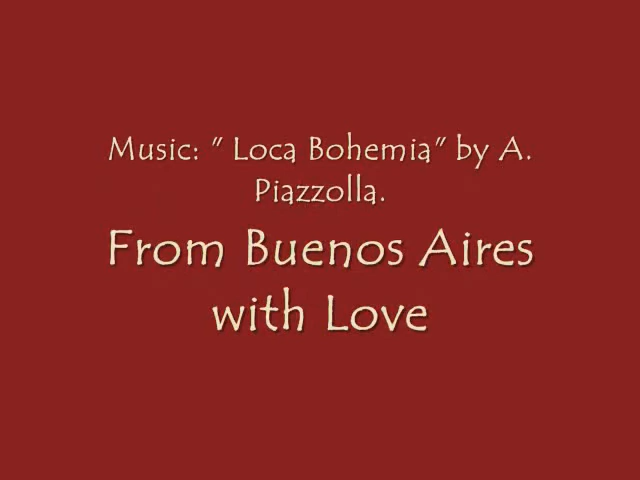 Music: " Loca Bohemia" by A.
Piazzolla.
From Buenos Aires
with Love